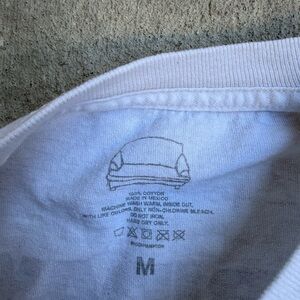 100% COTTON
MADE IN MEXICO
MACHINE WASH WARM, INSIDE OUT,
WITH LIKE COLORS. ONLY NON-CHLORINE BLEACH.
DO NOT IRON.
HANG DRY ONLY.
M